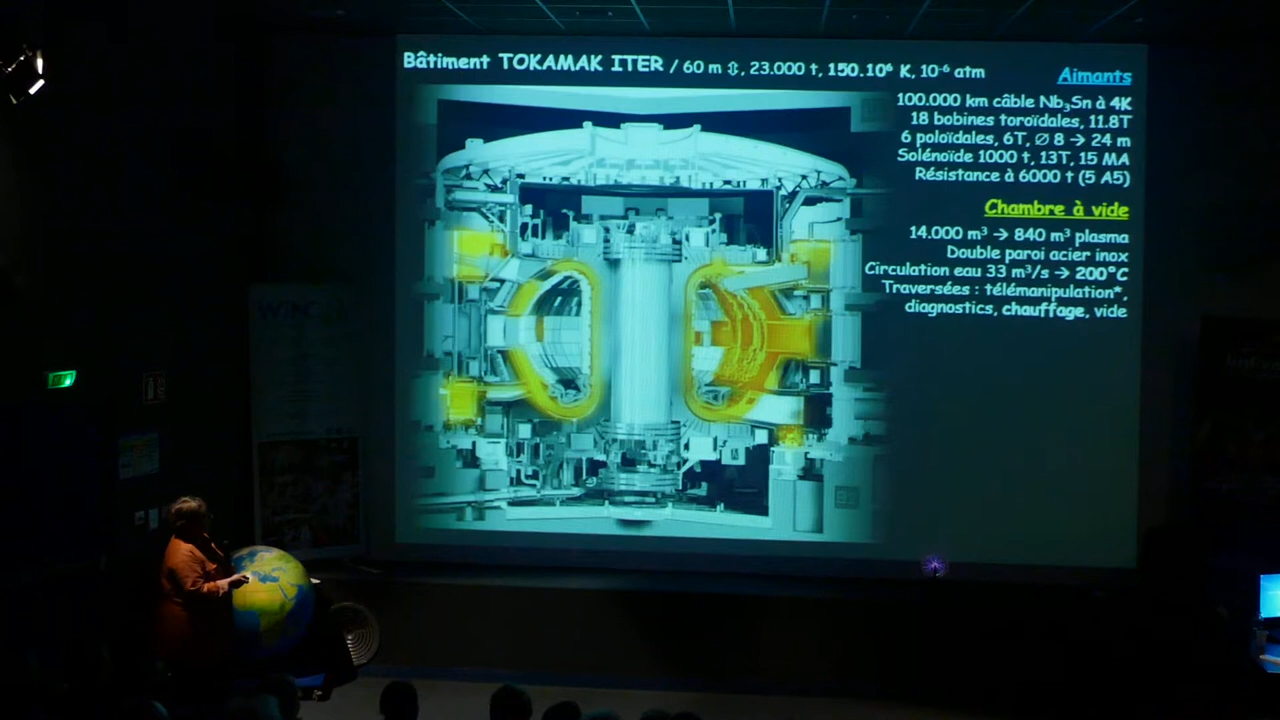 Bâtiment TOKAMAK ITER / 60 m ⇕, 23.000 t, 150.10⁶ K, 10⁻⁶ atm
Aimants
100.000 km câble Nb₃Sn à 4K
18 bobines toroïdales, 11.8T
6 poloïdales, 6T, ∅ 8 → 24 m
Solénoïde 1000 t, 13T, 15 MA
Résistance à 6000 t (5 A5)
Chambre à vide
14.000 m³ → 840 m³ plasma
Double paroi acier inox
Circulation eau 33 m³/s → 200°C
Traversées : télémanipulation*,
diagnostics, chauffage, vide